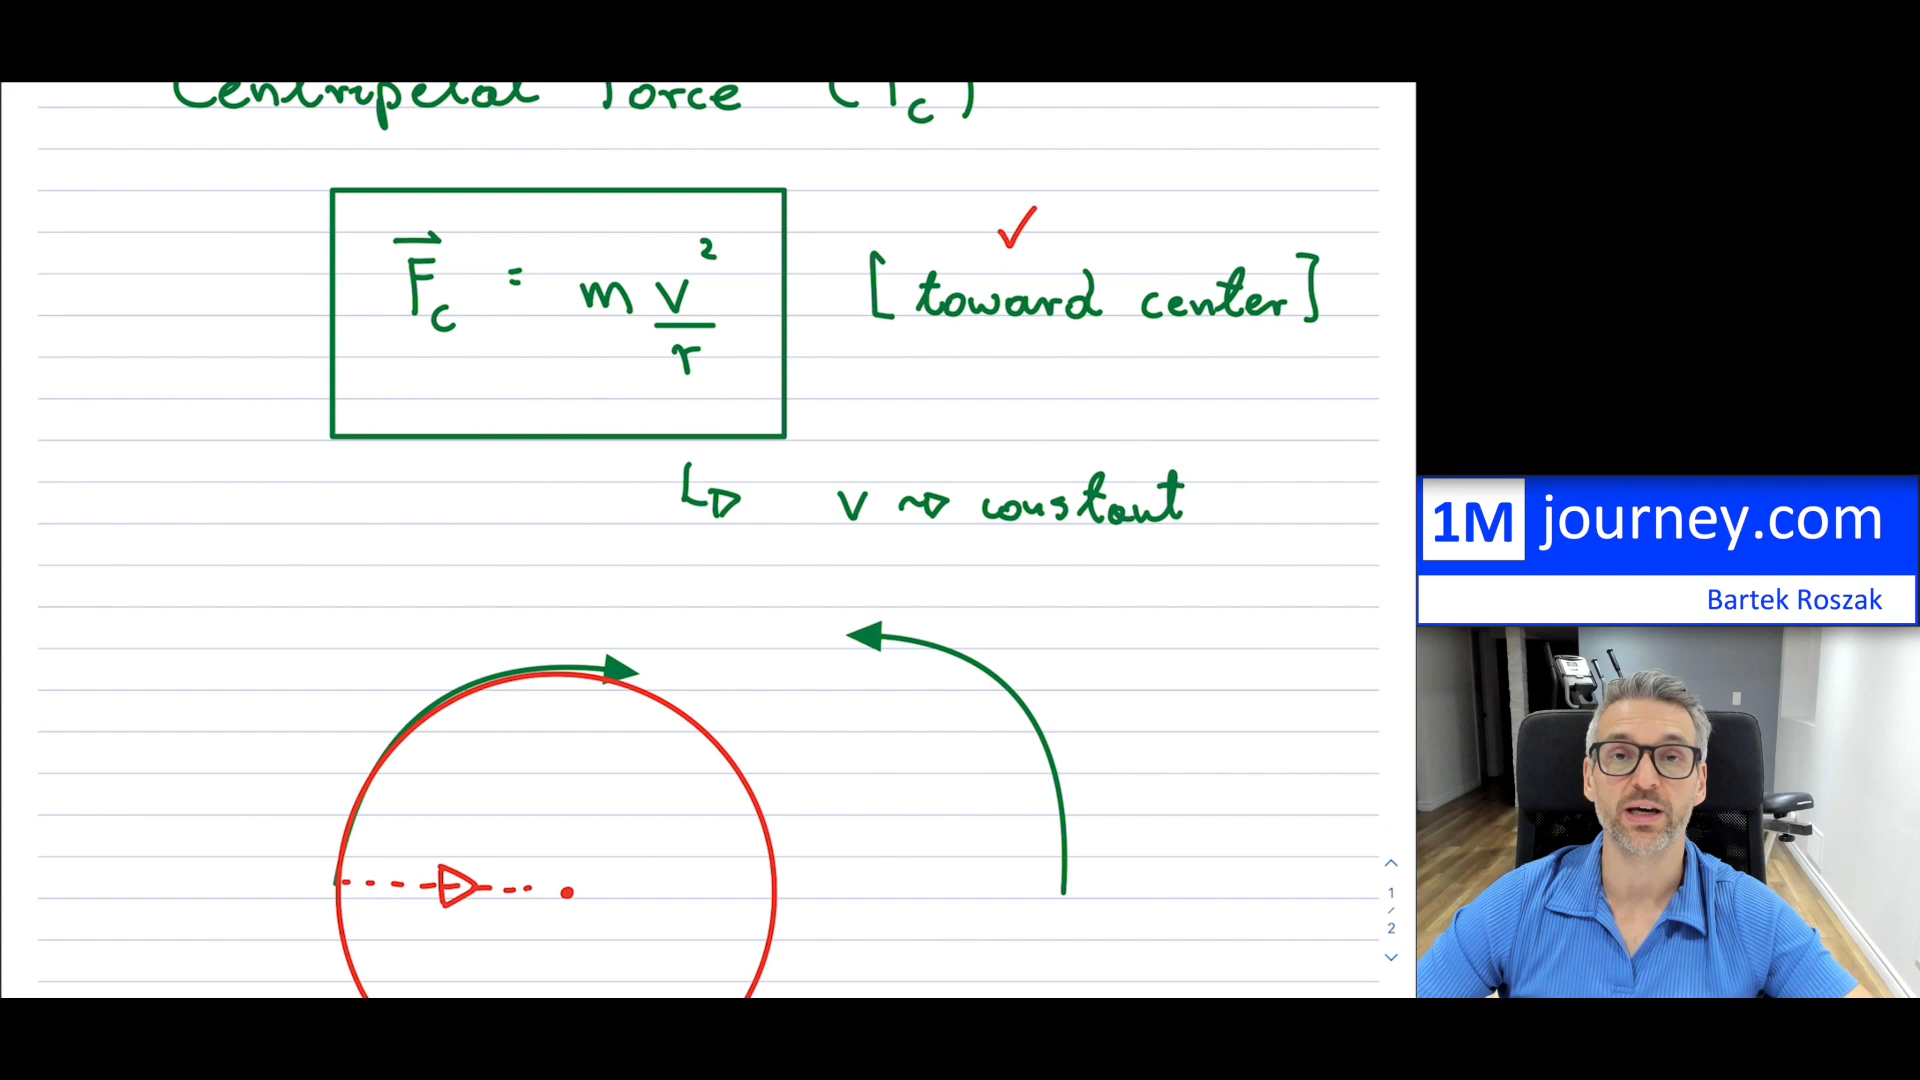 Centripetal Force (Fc)
Fc = m v² / r [toward center]
v → constant
1M journey.com
Bartek Roszak
1
/
2